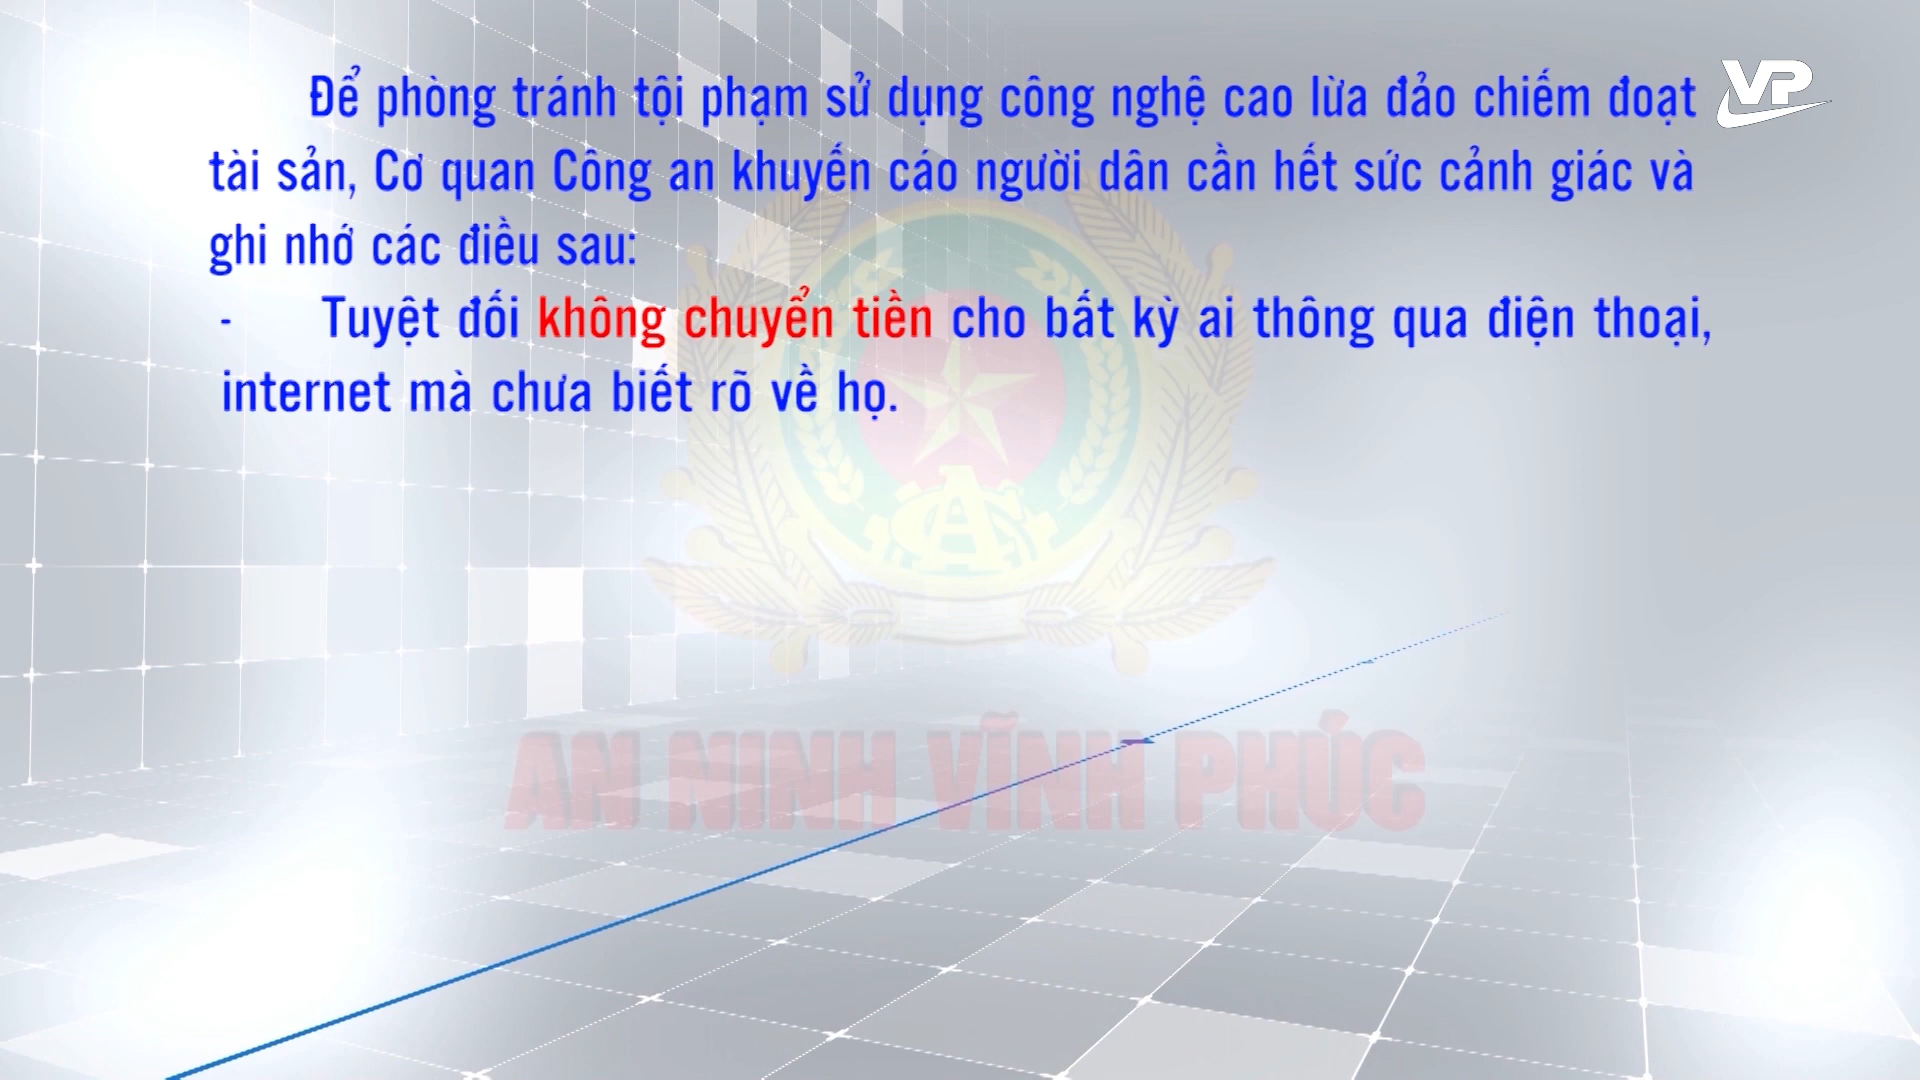 VP
Để phòng tránh tội phạm sử dụng công nghệ cao lừa đảo chiếm đoạt
tài sản, Cơ quan Công an khuyến cáo người dân cần hết sức cảnh giác và
ghi nhớ các điều sau:
- Tuyệt đối không chuyển tiền cho bất kỳ ai thông qua điện thoại,
internet mà chưa biết rõ về họ.
CA
AN NINH VĨNH PHÚC